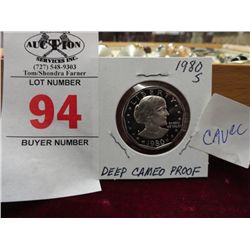 AUCTION
SERVICES INC.
(727) 548-9303
Tom/Shondra Farner
LOT NUMBER
94
BUYER NUMBER
1980
S
LIBERTY
1980
DEEP CAMEO PROOF